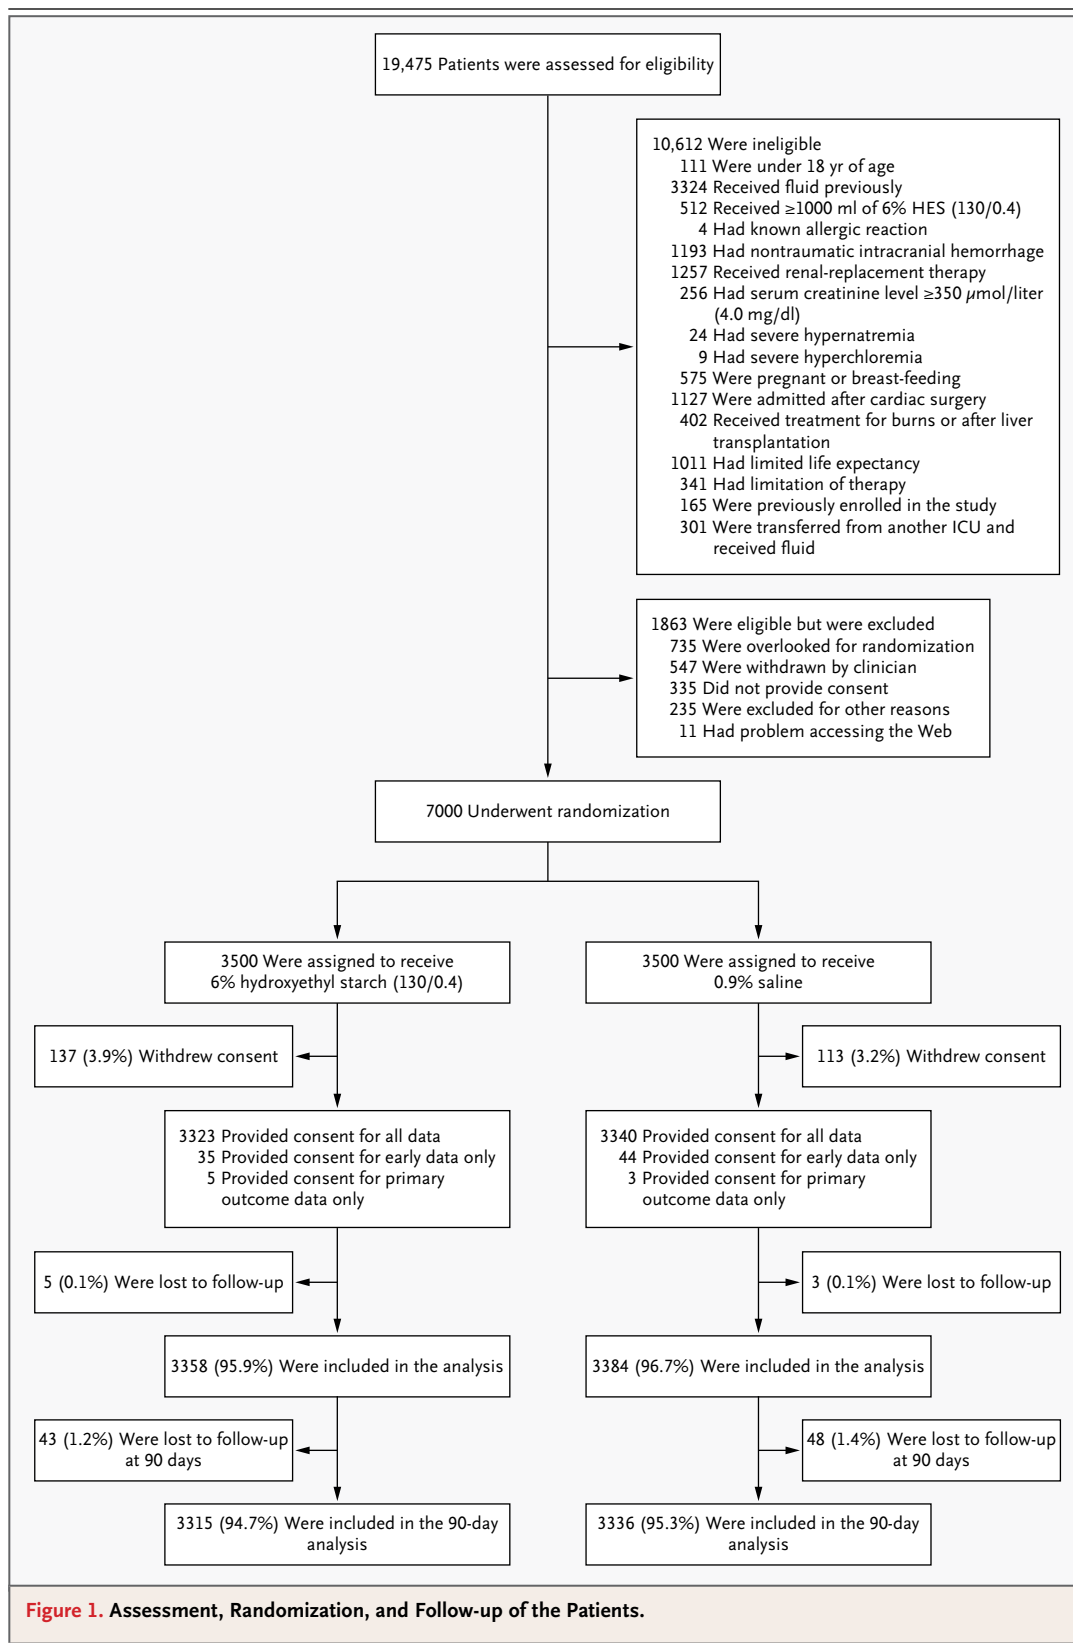 19,475 Patients were assessed for eligibility
10,612 Were ineligible
111 Were under 18 yr of age
3324 Received fluid previously
512 Received ≥1000 ml of 6% HES (130/0.4)
4 Had known allergic reaction
1193 Had nontraumatic intracranial hemorrhage
1257 Received renal-replacement therapy
256 Had serum creatinine level ≥350 µmol/liter
(4.0 mg/dl)
24 Had severe hypernatremia
9 Had severe hyperchloremia
575 Were pregnant or breast-feeding
1127 Were admitted after cardiac surgery
402 Received treatment for burns or after liver
transplantation
1011 Had limited life expectancy
341 Had limitation of therapy
165 Were previously enrolled in the study
301 Were transferred from another ICU and
received fluid
1863 Were eligible but were excluded
735 Were overlooked for randomization
547 Were withdrawn by clinician
335 Did not provide consent
235 Were excluded for other reasons
11 Had problem accessing the Web
7000 Underwent randomization
3500 Were assigned to receive
6% hydroxyethyl starch (130/0.4)
3500 Were assigned to receive
0.9% saline
137 (3.9%) Withdrew consent
113 (3.2%) Withdrew consent
3323 Provided consent for all data
35 Provided consent for early data only
5 Provided consent for primary
outcome data only
3340 Provided consent for all data
44 Provided consent for early data only
3 Provided consent for primary
outcome data only
5 (0.1%) Were lost to follow-up
3 (0.1%) Were lost to follow-up
3358 (95.9%) Were included in the analysis
3384 (96.7%) Were included in the analysis
43 (1.2%) Were lost to follow-up
at 90 days
48 (1.4%) Were lost to follow-up
at 90 days
3315 (94.7%) Were included in the 90-day
analysis
3336 (95.3%) Were included in the 90-day
analysis
Figure 1. Assessment, Randomization, and Follow-up of the Patients.